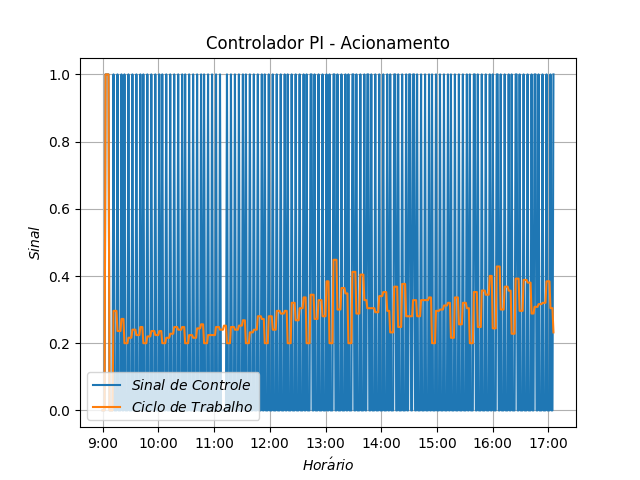 Controlador PI - Acionamento
1.0
0.8
0.6
0.4
0.2
0.0
Sinal
Sinal de Controle
Ciclo de Trabalho
9:00 10:00 11:00 12:00 13:00 14:00 15:00 16:00 17:00
Horário